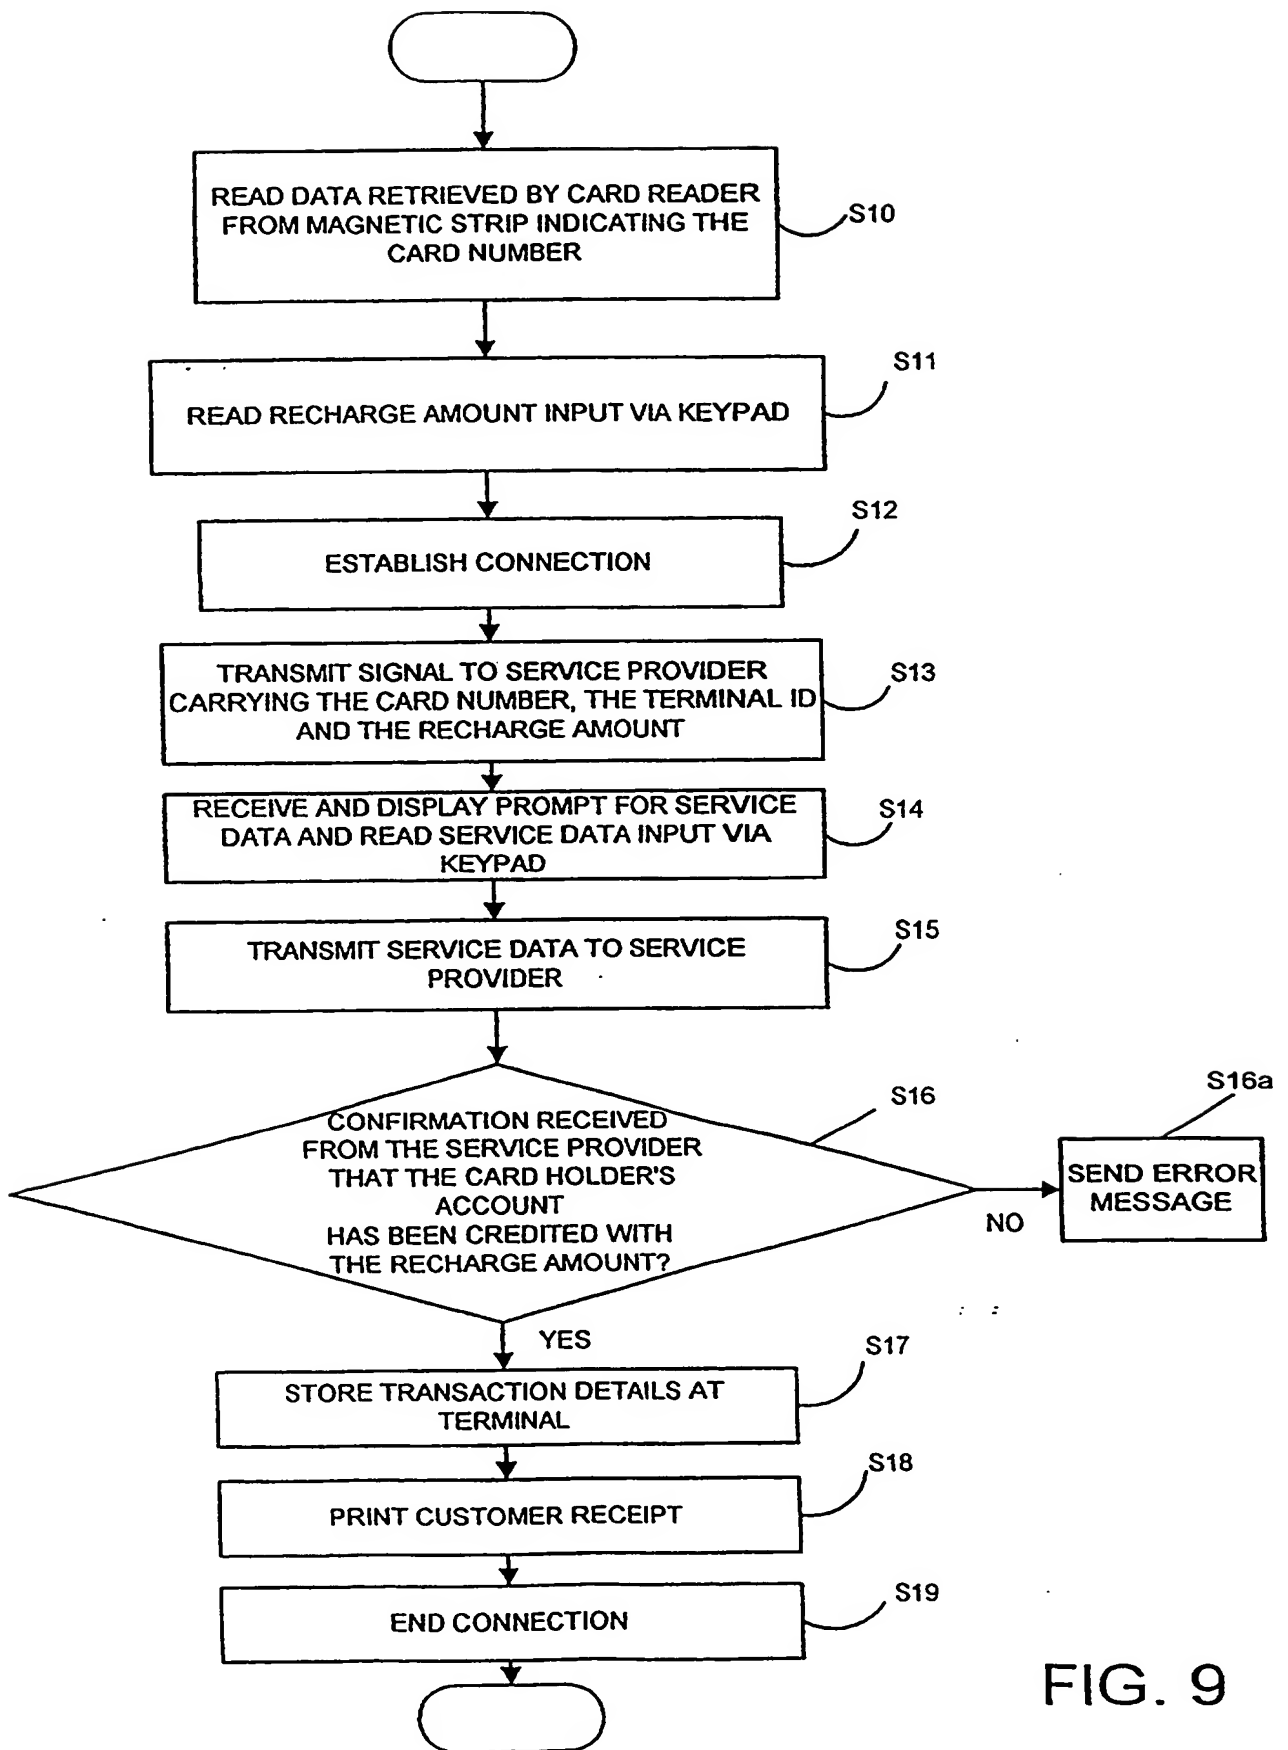 READ DATA RETRIEVED BY CARD READER
FROM MAGNETIC STRIP INDICATING THE
CARD NUMBER
S10
S11
READ RECHARGE AMOUNT INPUT VIA KEYPAD
S12
ESTABLISH CONNECTION
TRANSMIT SIGNAL TO SERVICE PROVIDER
CARRYING THE CARD NUMBER, THE TERMINAL ID
AND THE RECHARGE AMOUNT
S13
RECEIVE AND DISPLAY PROMPT FOR SERVICE
DATA AND READ SERVICE DATA INPUT VIA
KEYPAD
S14
S15
TRANSMIT SERVICE DATA TO SERVICE
PROVIDER
S16
S16a
CONFIRMATION RECEIVED
FROM THE SERVICE PROVIDER
THAT THE CARD HOLDER'S
ACCOUNT
HAS BEEN CREDITED WITH
THE RECHARGE AMOUNT?
SEND ERROR
MESSAGE
NO
YES
S17
STORE TRANSACTION DETAILS AT
TERMINAL
S18
PRINT CUSTOMER RECEIPT
S19
END CONNECTION
FIG. 9